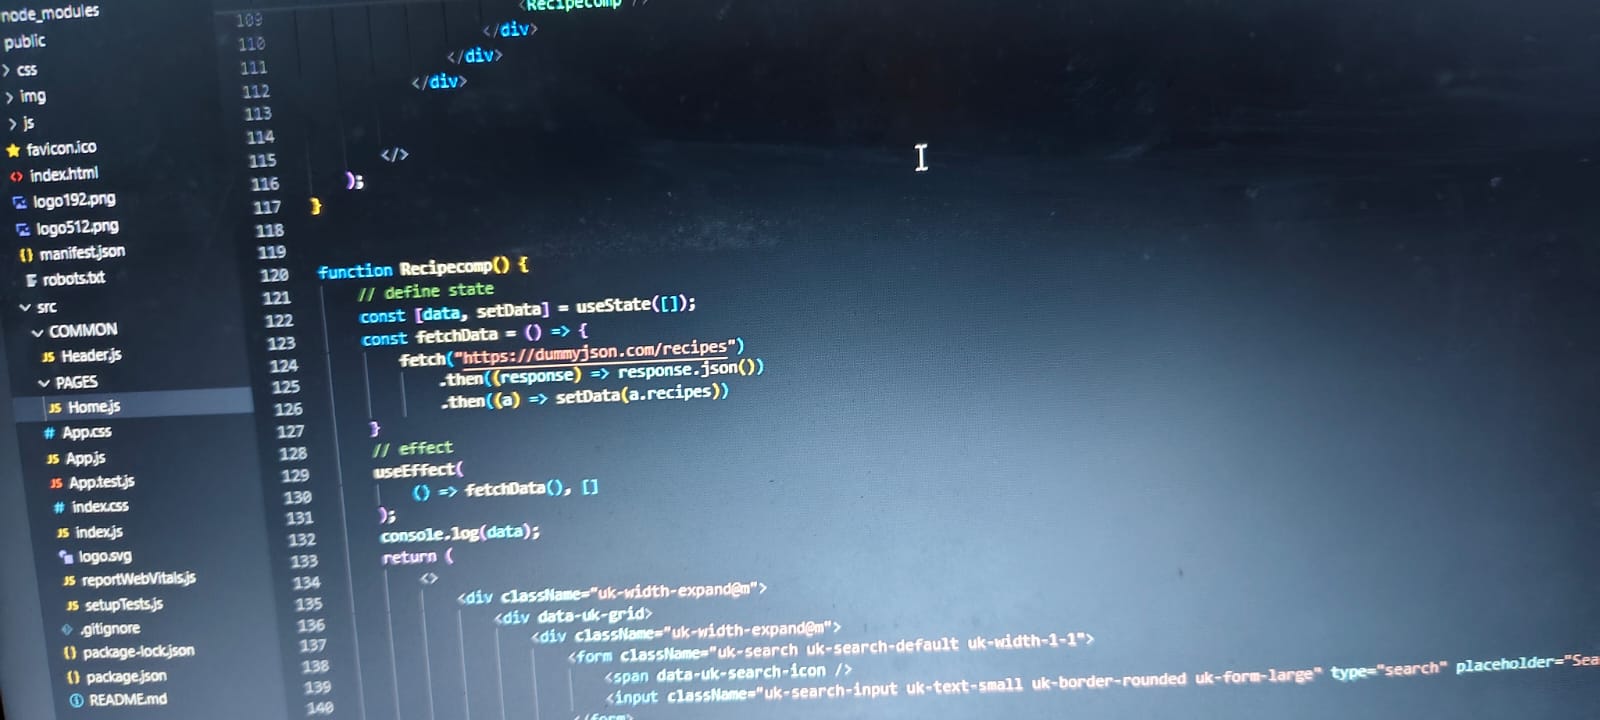 node_modules
public
css
img
js
favicon.ico
index.html
logo192.png
logo512.png
manifest.json
robots.txt
src
COMMON
JS Header.js
PAGES
JS Home.js
# App.css
JS App.js
JS App.test.js
# index.css
JS index.js
logo.svg
JS reportWebVitals.js
JS setupTests.js
.gitignore
{} package-lock.json
{} package.json
README.md
109 <Recipecomp />
110 </div>
111 </div>
112 </div>
113
114
115 </>
116 );
117 }
118
119
120 function Recipecomp() {
121 // define state
122 const [data, setData] = useState([]);
123 const fetchData = () => {
124 fetch("https://dummyjson.com/recipes")
125 .then((response) => response.json())
126 .then((a) => setData(a.recipes))
127 }
128 // effect
129 useEffect(
130 () => fetchData(), []
131 );
132 console.log(data);
133 return (
134 <>
135 <div className="uk-width-expand@m">
136 <div data-uk-grid>
137 <div className="uk-width-expand@m">
138 <form className="uk-search uk-search-default uk-width-1-1">
139 <span data-uk-search-icon />
140 <input className="uk-search-input uk-text-small uk-border-rounded uk-form-large" type="search" placeholder="Sea
</form>